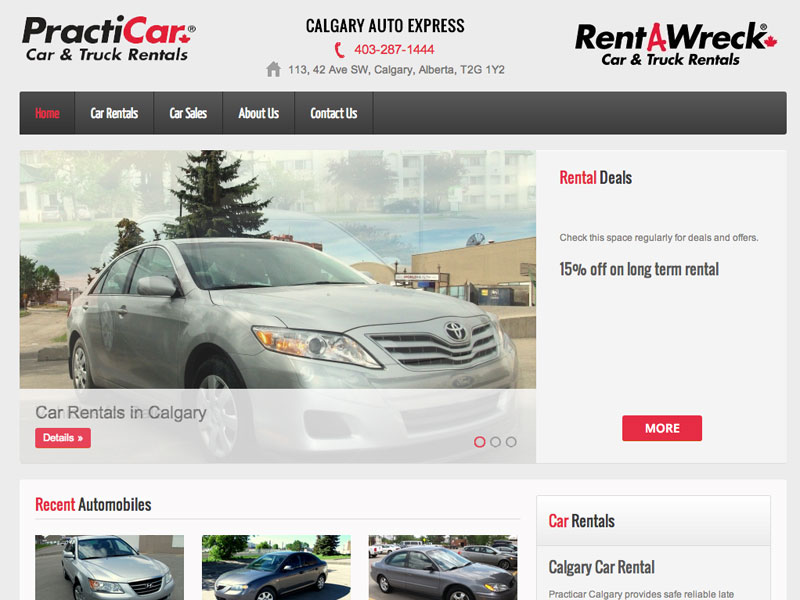 PractiCar®
Car & Truck Rentals
CALGARY AUTO EXPRESS
403-287-1444
113, 42 Ave SW, Calgary, Alberta, T2G 1Y2
RentAWreck®
Car & Truck Rentals
Home Car Rentals Car Sales About Us Contact Us
Car Rentals in Calgary
Details »
Rental Deals
Check this space regularly for deals and offers.
15% off on long term rental
MORE
Recent Automobiles
Car Rentals
Calgary Car Rental
Practicar Calgary provides safe reliable late